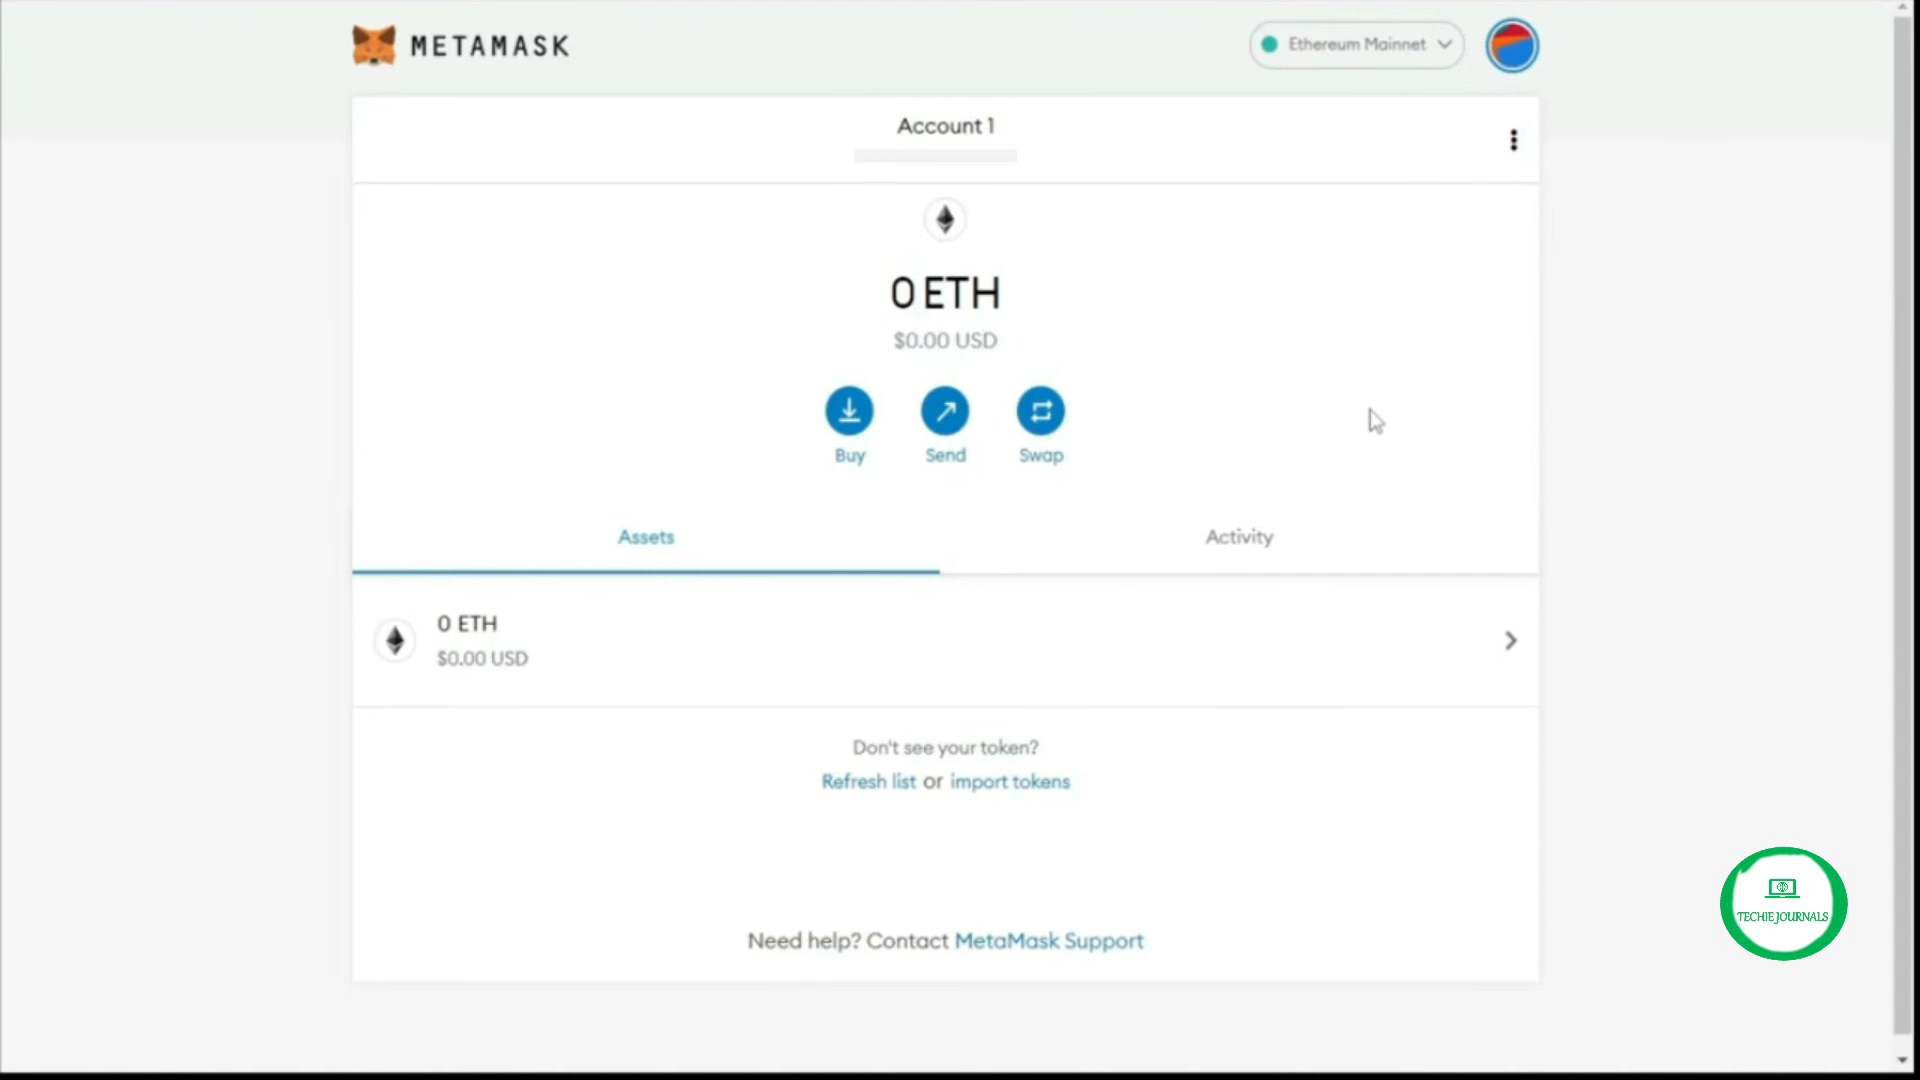 METAMASK
Ethereum Mainnet
Account 1
0 ETH
$0.00 USD
Buy
Send
Swap
Assets
Activity
0 ETH
$0.00 USD
Don't see your token?
Refresh list or import tokens
Need help? Contact MetaMask Support
TECHIE JOURNALS